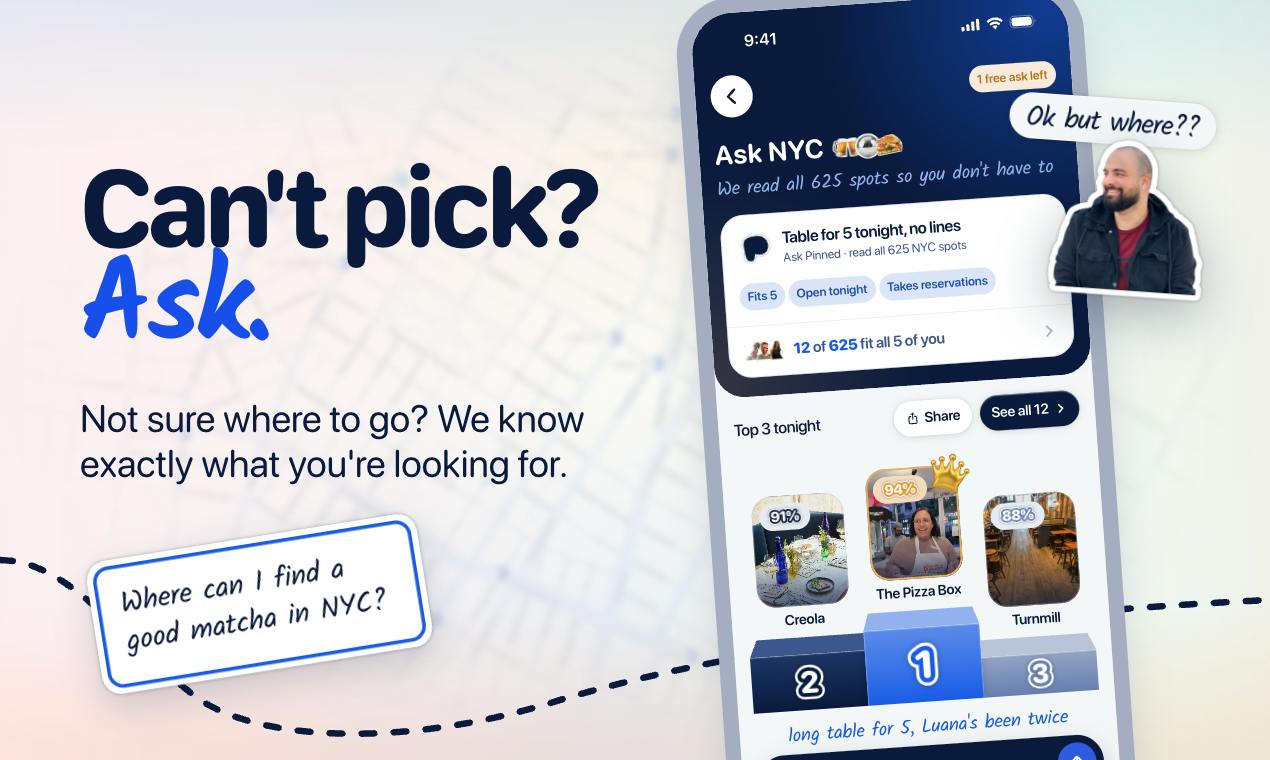 Can't pick?
Ask.
Not sure where to go? We know
exactly what you're looking for.
Where can I find a
good matcha in NYC?
9:41
1 free ask left
Ok but where??
Ask NYC
We read all 625 spots so you don't have to
Table for 5 tonight, no lines
Ask Pinned · read all 625 NYC spots
Fits 5
Open tonight
Takes reservations
12 of 625 fit all 5 of you
Top 3 tonight
Share
See all 12
91%
94%
88%
Creola
The Pizza Box
Turnmill
2
1
3
long table for 5, Luana's been twice